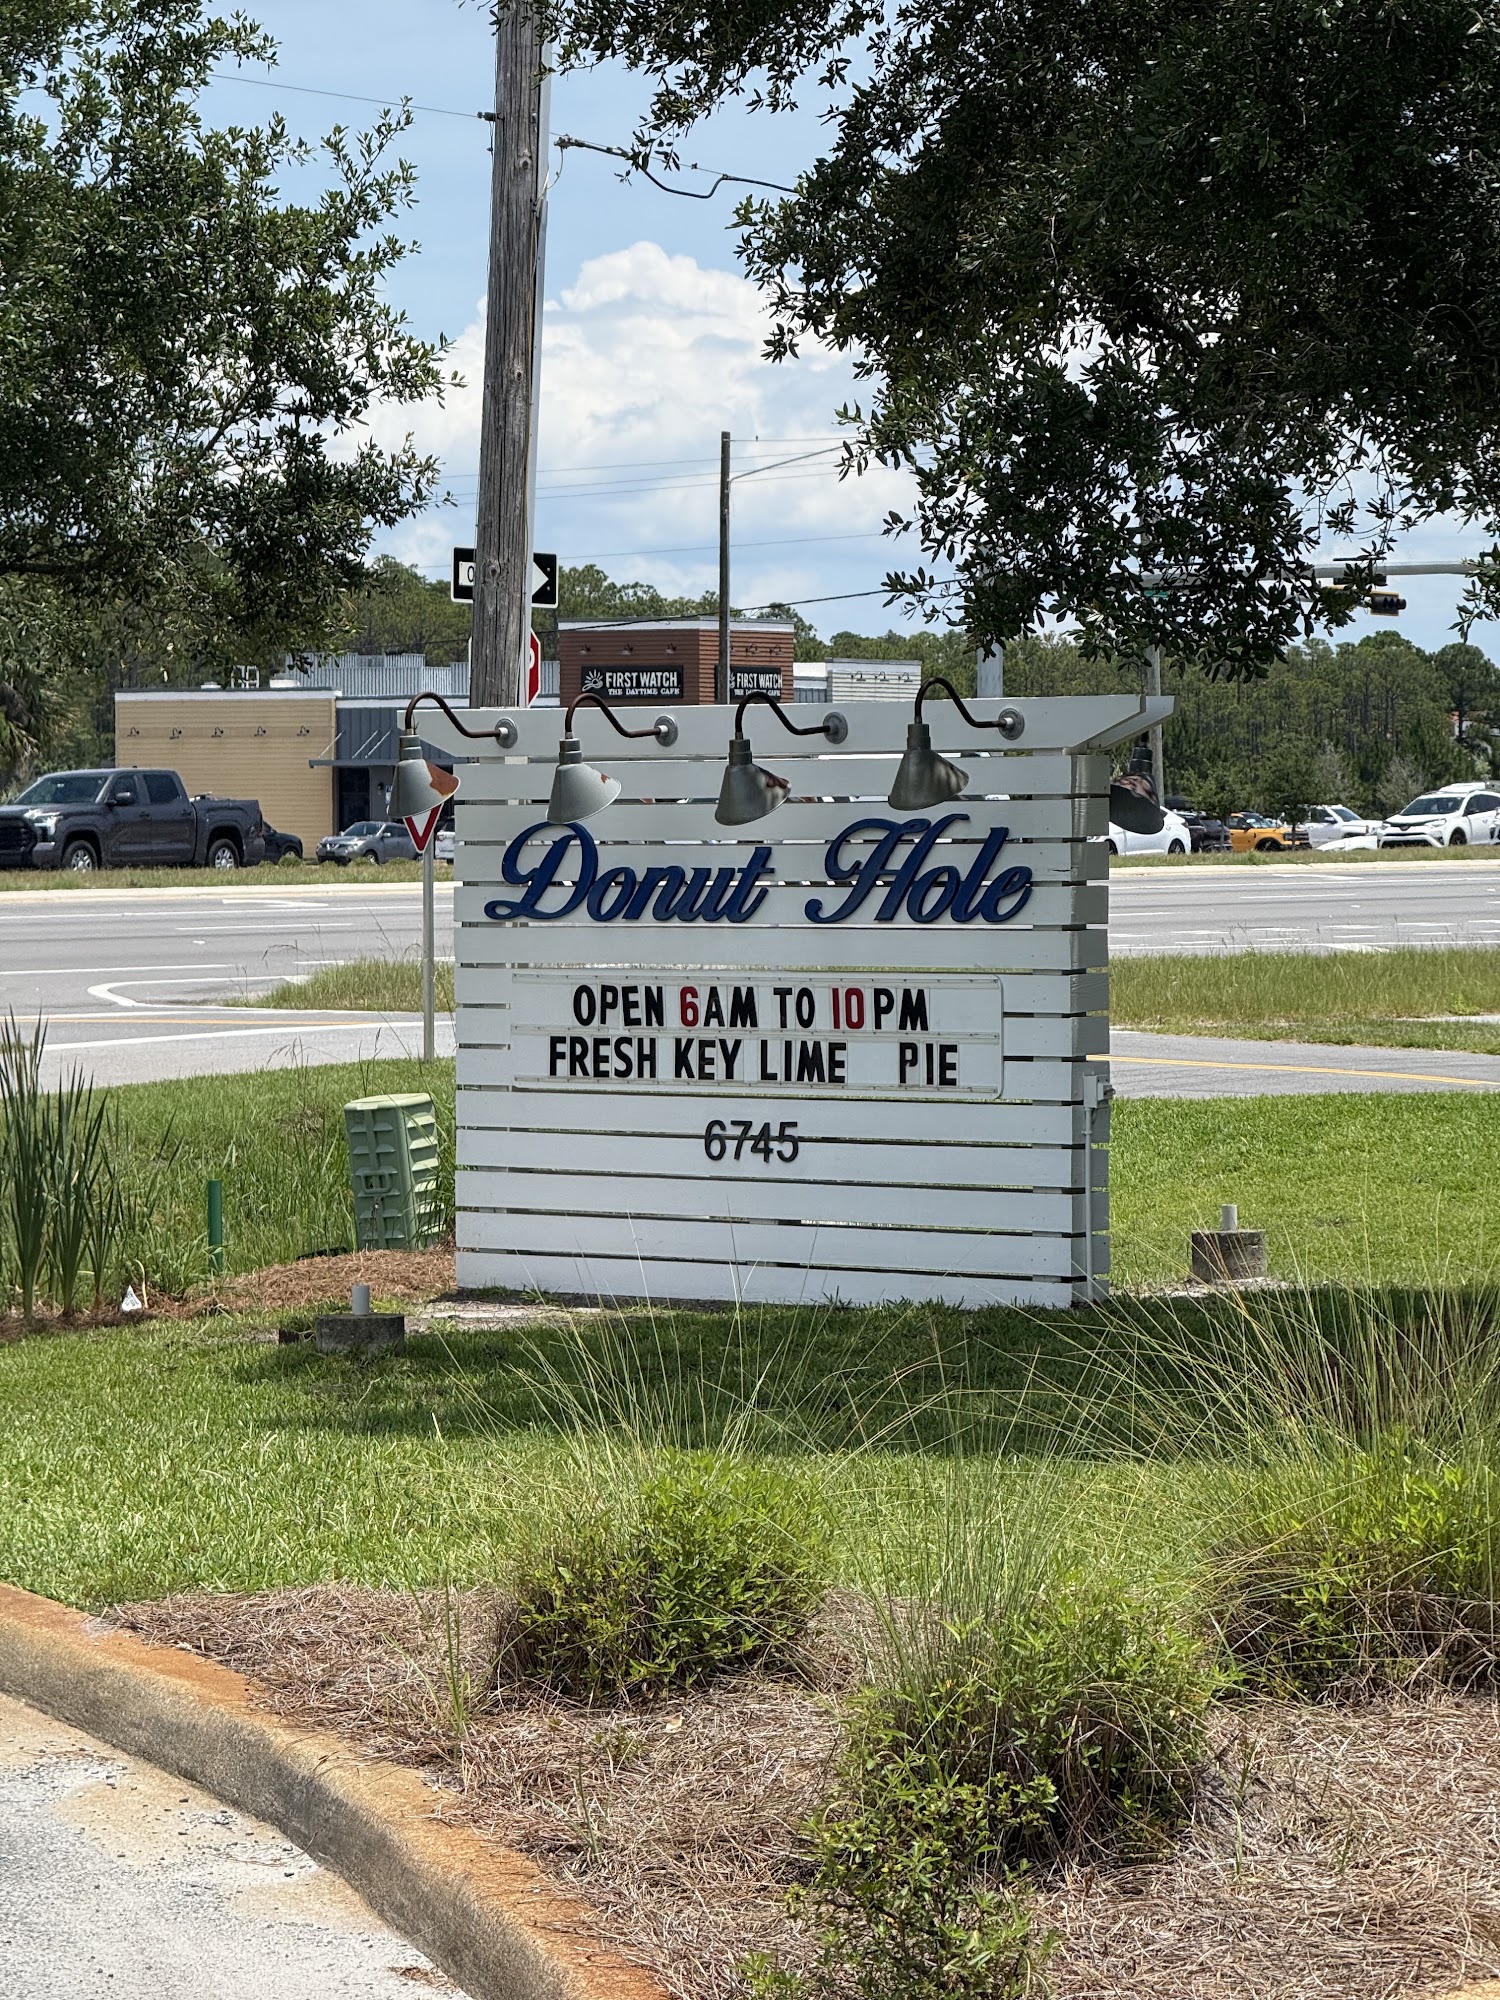 FIRST WATCH
THE DAYTIME CAFE
FIRST WATCH
THE DAYTIME CAFE
Donut Hole
OPEN 6AM TO 10PM
FRESH KEY LIME PIE
6745